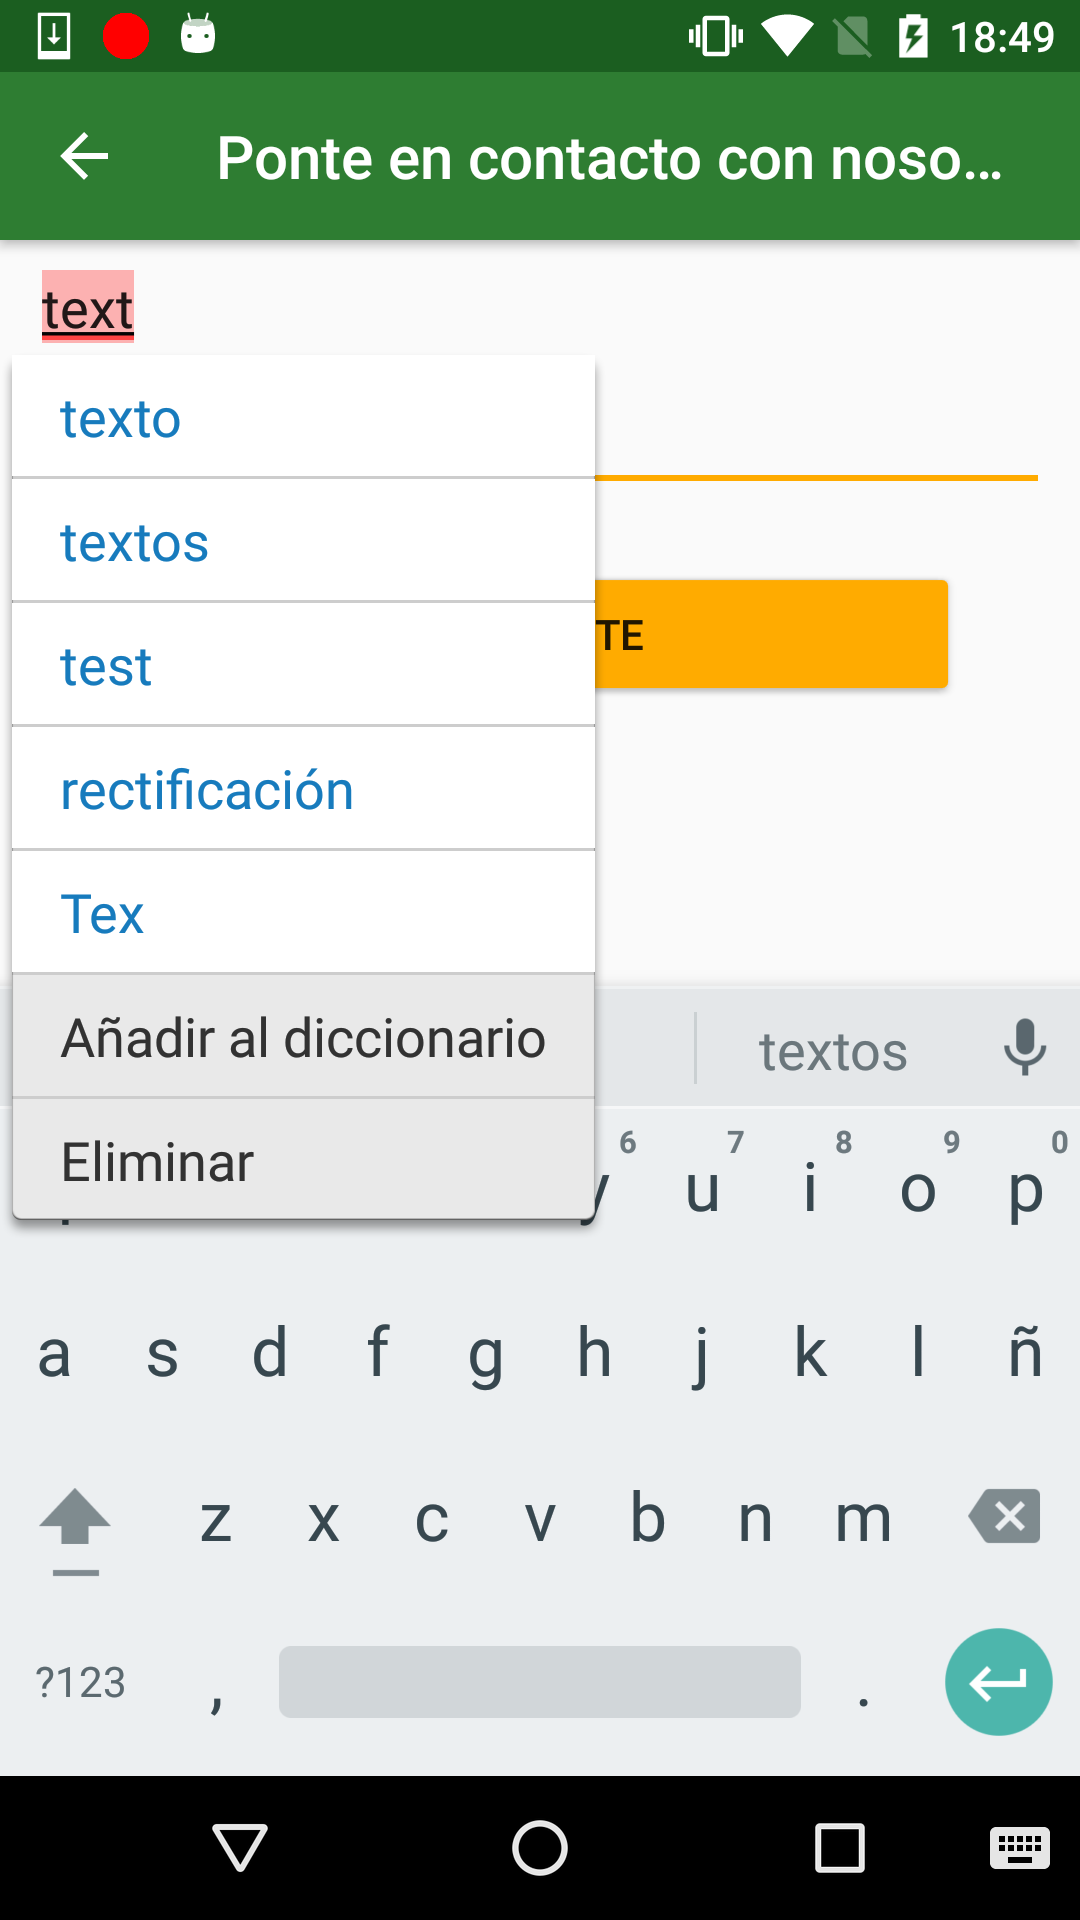 18:49
Ponte en contacto con noso...
text
texto
textos
test
TE
rectificación
Tex
Añadir al diccionario
textos
Eliminar
6 7 8 9 0
y u i o p
a s d f g h j k l ñ
z x c v b n m
?123 , .